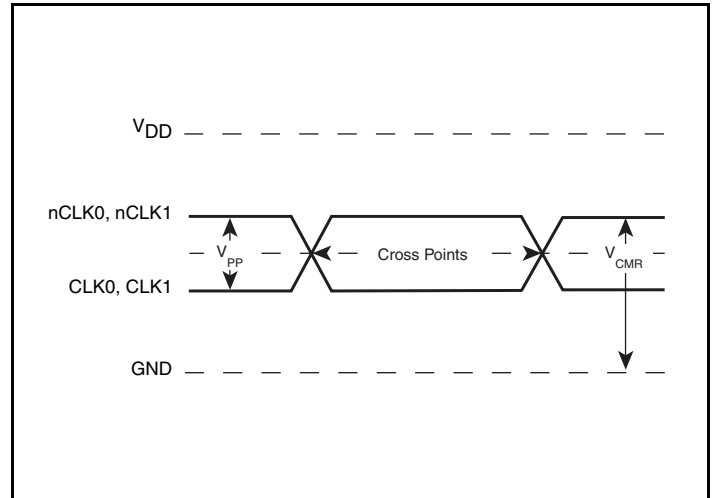 VDD
nCLK0, nCLK1
VPP
Cross Points
VCMR
CLK0, CLK1
GND